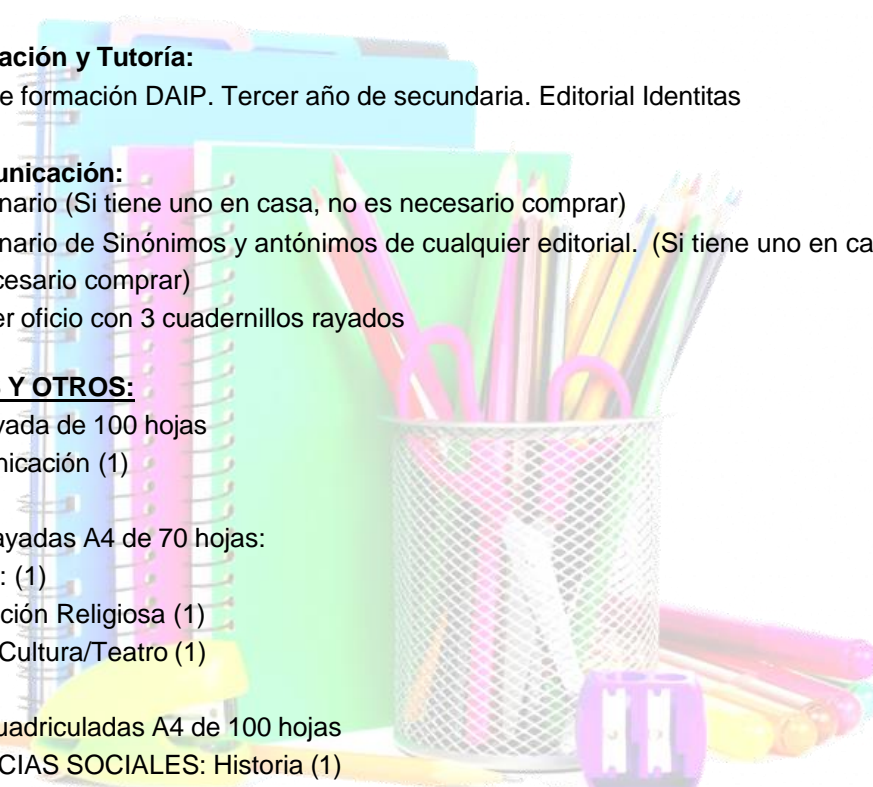 ación y Tutoría:
e formación DAIP. Tercer año de secundaria. Editorial Identitas
unicación:
nario (Si tiene uno en casa, no es necesario comprar)
nario de Sinónimos y antónimos de cualquier editorial. (Si tiene uno en ca
cesario comprar)
er oficio con 3 cuadernillos rayados
Y OTROS:
yada de 100 hojas
nicación (1)
ayadas A4 de 70 hojas:
: (1)
ción Religiosa (1)
Cultura/Teatro (1)
uadriculadas A4 de 100 hojas
CIAS SOCIALES: Historia (1)